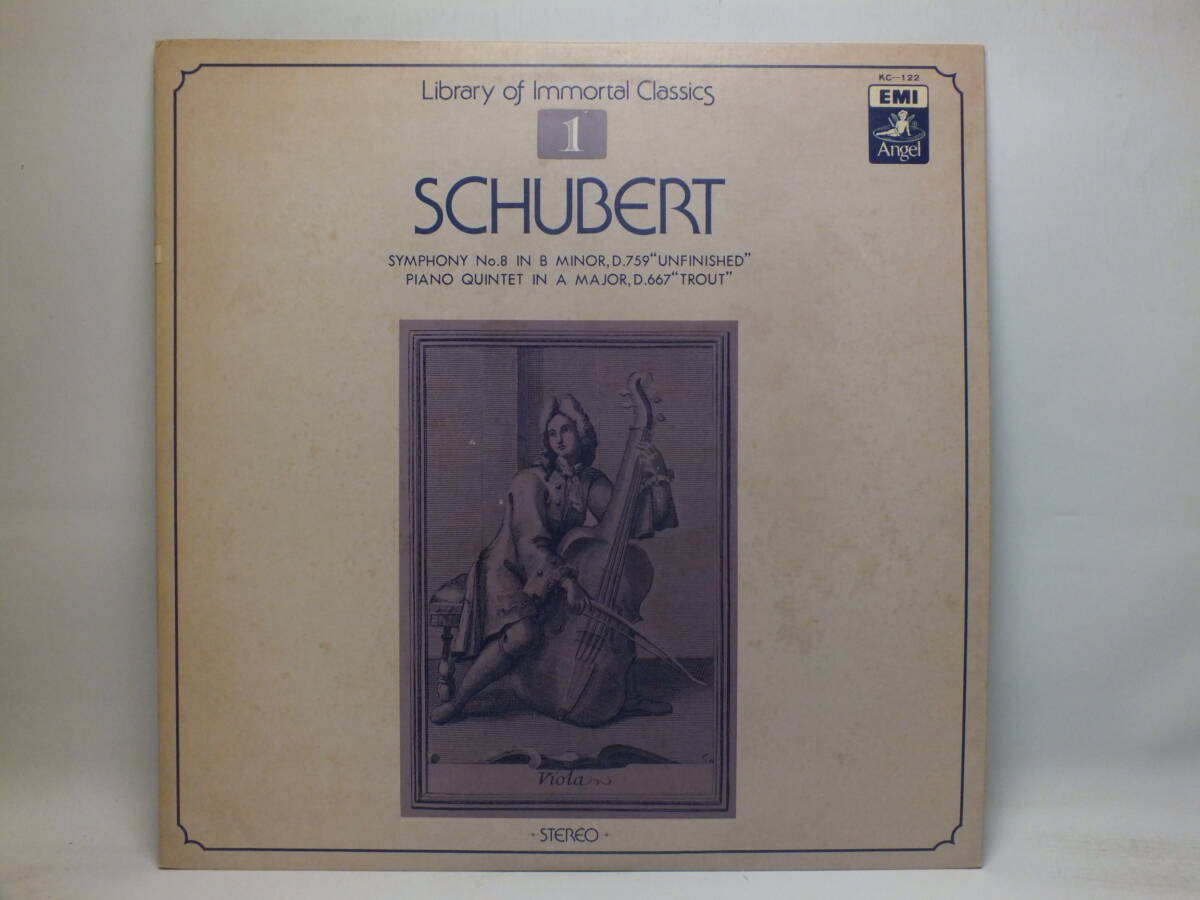 KC-122
EMI
Angel
Library of Immortal Classics
1
SCHUBERT
SYMPHONY No.8 IN B MINOR, D.759 “UNFINISHED”
PIANO QUINTET IN A MAJOR, D.667 “TROUT”
Viola
STEREO